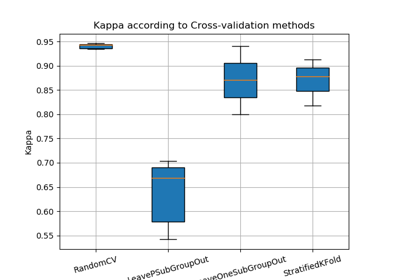 Kappa according to Cross-validation methods
0.95
0.90
0.85
0.80
0.75
0.70
0.65
0.60
0.55
Kappa
RandomCV
LeavePSubGroupOut
aveOneSubGroupOut
StratifiedKFold